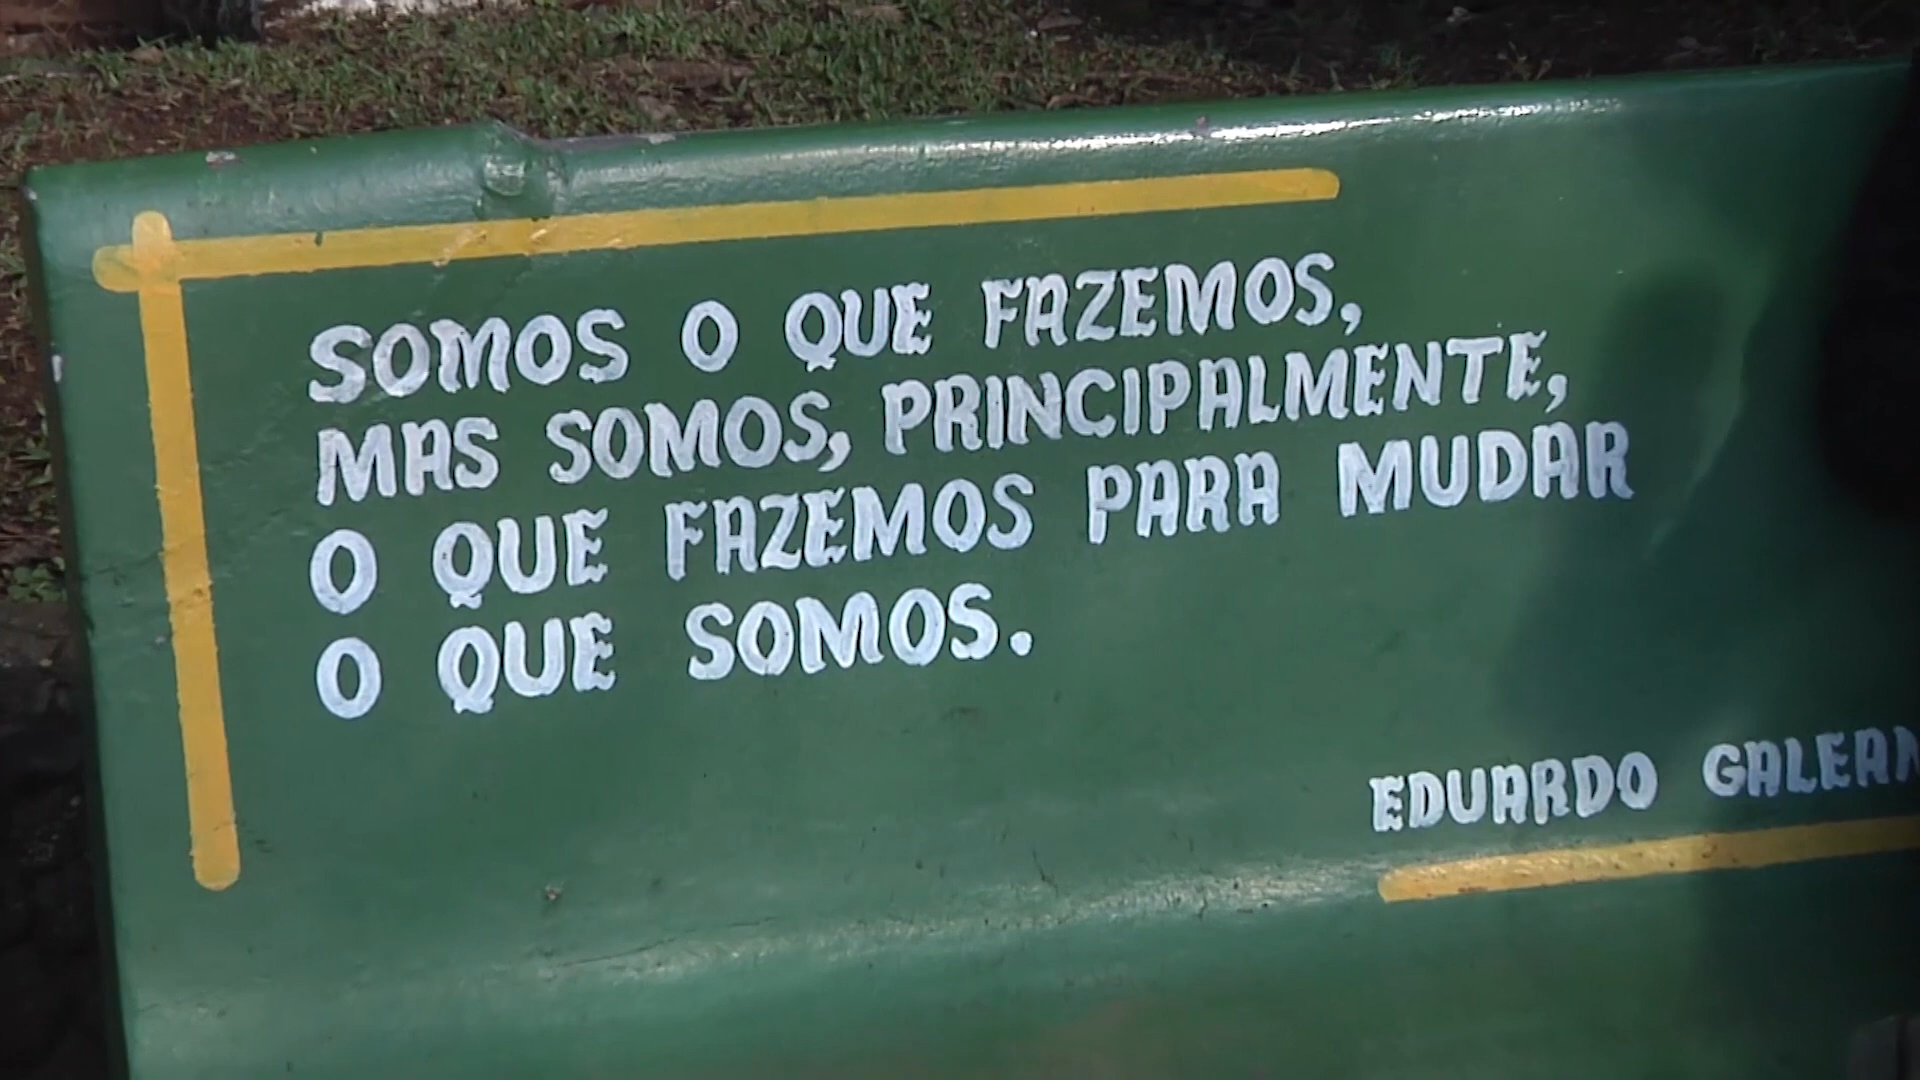 SOMOS O QUE FAZEMOS,
MAS SOMOS, PRINCIPALMENTE,
O QUE FAZEMOS PARA MUDAR
O QUE SOMOS.
EDUARDO GALEAN